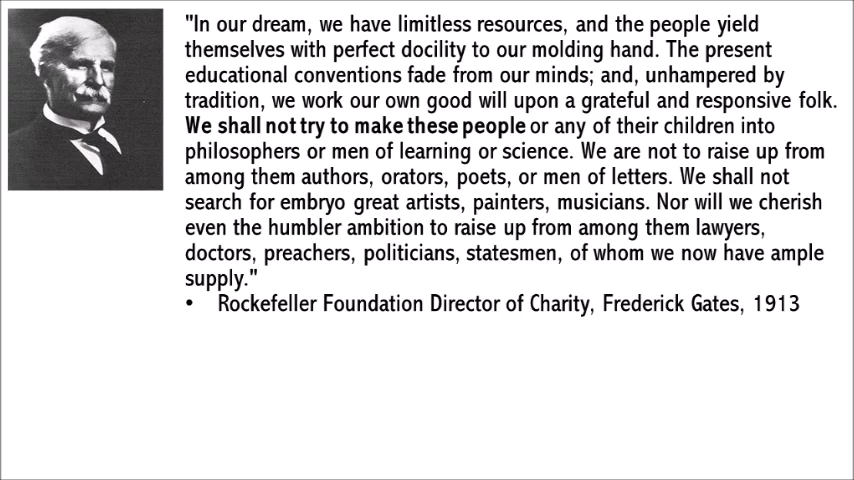 "In our dream, we have limitless resources, and the people yield
themselves with perfect docility to our molding hand. The present
educational conventions fade from our minds; and, unhampered by
tradition, we work our own good will upon a grateful and responsive folk.
We shall not try to make these people or any of their children into
philosophers or men of learning or science. We are not to raise up from
among them authors, orators, poets, or men of letters. We shall not
search for embryo great artists, painters, musicians. Nor will we cherish
even the humbler ambition to raise up from among them lawyers,
doctors, preachers, politicians, statesmen, of whom we now have ample
supply."
• Rockefeller Foundation Director of Charity, Frederick Gates, 1913